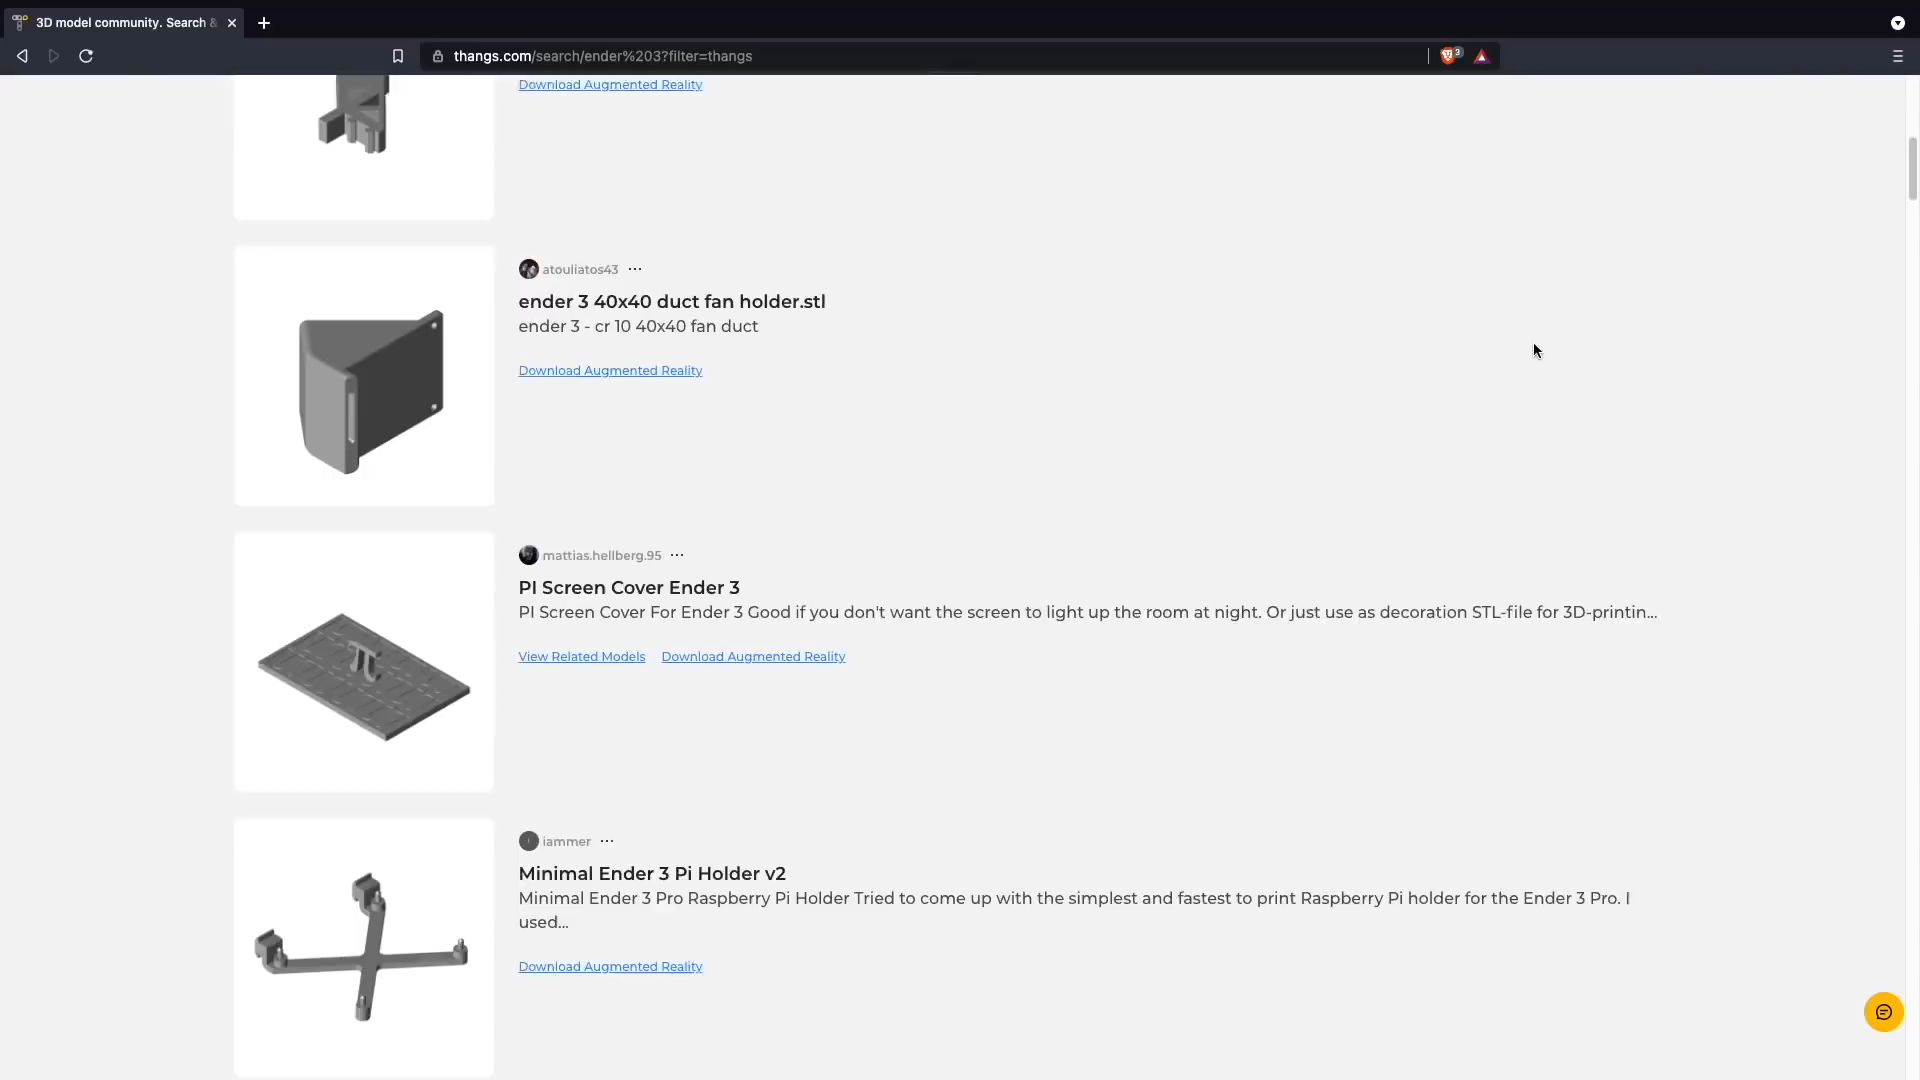 3D model community. Search &
thangs.com/search/ender%203?filter=thangs
3
Download Augmented Reality
atouliatos43 ...
ender 3 40x40 duct fan holder.stl
ender 3 - cr 10 40x40 fan duct
Download Augmented Reality
mattias.hellberg.95 ...
PI Screen Cover Ender 3
PI Screen Cover For Ender 3 Good if you don't want the screen to light up the room at night. Or just use as decoration STL-file for 3D-printin...
View Related Models Download Augmented Reality
π
iammer ...
Minimal Ender 3 Pi Holder v2
Minimal Ender 3 Pro Raspberry Pi Holder Tried to come up with the simplest and fastest to print Raspberry Pi holder for the Ender 3 Pro. I
used...
Download Augmented Reality